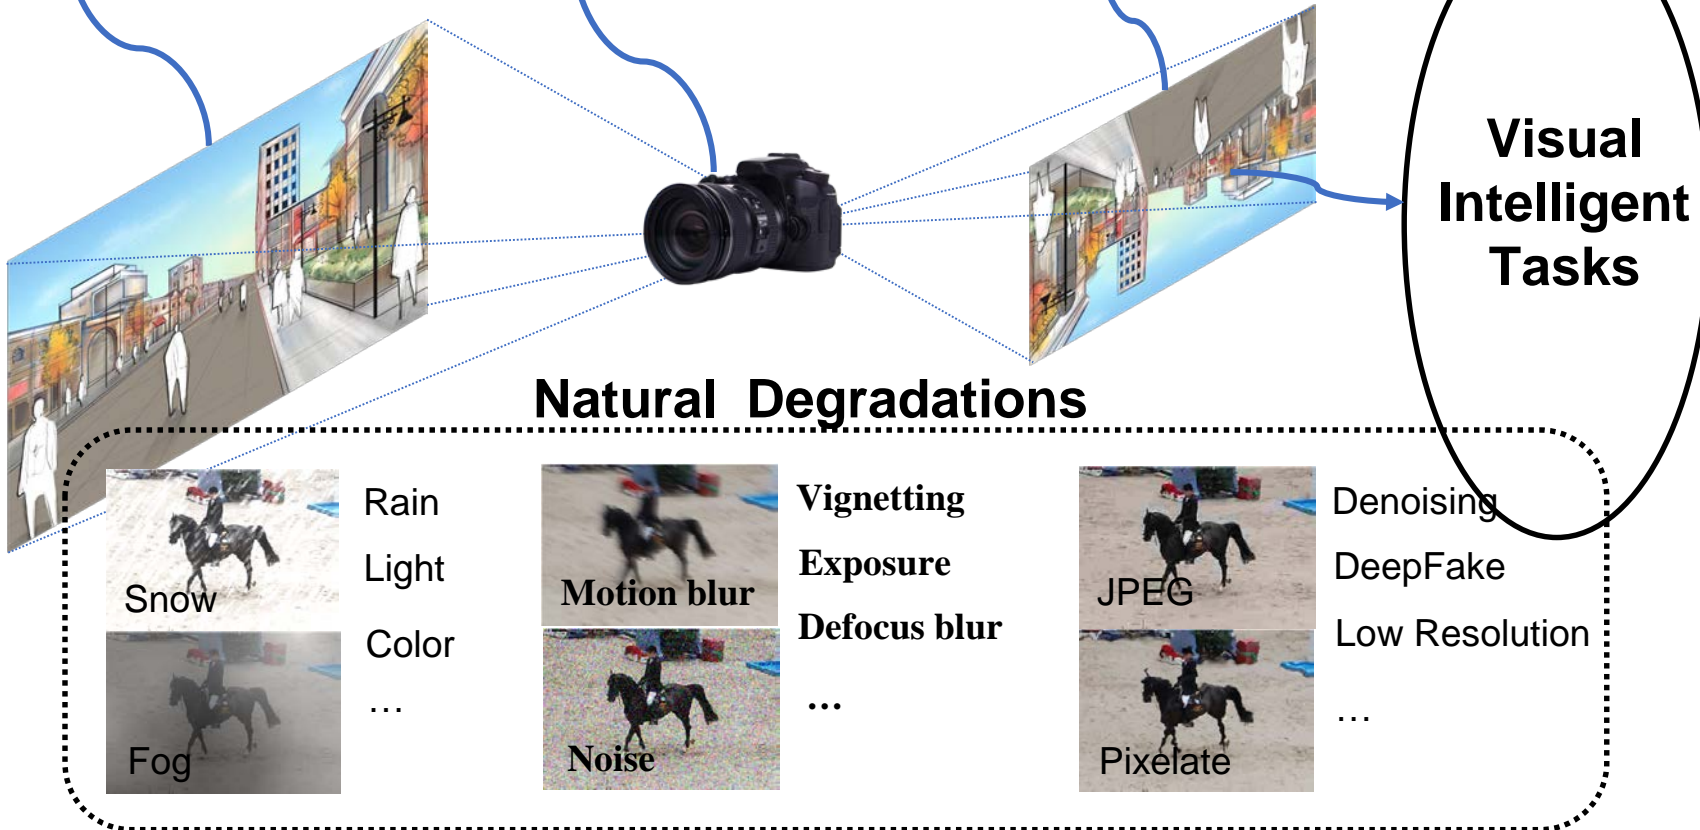 Visual
Intelligent
Tasks
Natural Degradations
Snow
Fog
Rain
Light
Color
…
Motion blur
Noise
Vignetting
Exposure
Defocus blur
...
JPEG
Pixelate
Denoising
DeepFake
Low Resolution
…